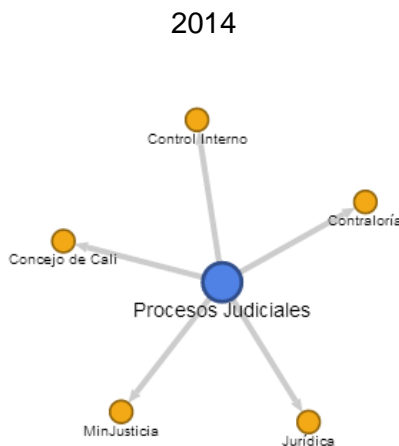 2014
Control Interno
Contraloría
Concejo de Cali
Procesos Judiciales
MinJusticia
Jurídica